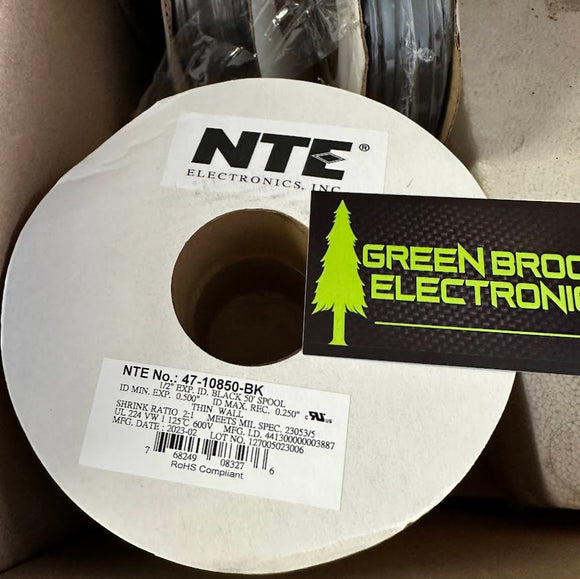 NTE®
ELECTRONICS, INC.
GREEN BROO
ELECTRONIC
NTE No.: 47-10850-BK
1/2" EXP. ID. BLACK 50' SPOOL
ID MIN. EXP. 0.500" ID MAX. REC. 0.250"
THIN WALL
SHRINK RATIO 2:1 MEETS MIL. SPEC. 23053/5
UL 224 VW 1 125°C 600V MFG. I.D. 441300000003887
MFG. DATE: 2023-02 LOT NO. 127005023006
7 68249 08327 6
RoHS Compliant